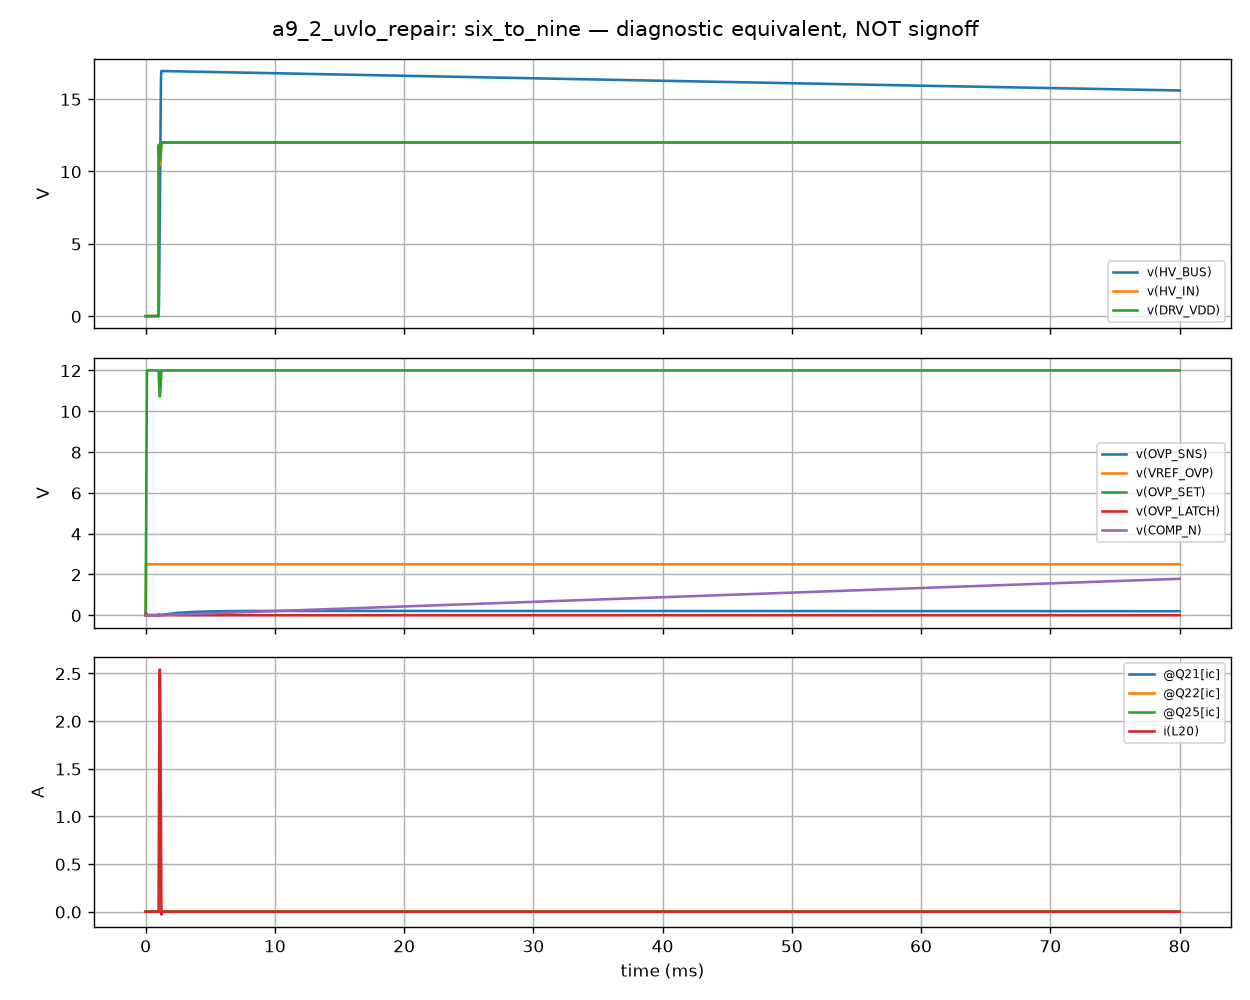 a9_2_uvlo_repair: six_to_nine — diagnostic equivalent, NOT signoff
15
10
5
0
V
v(HV_BUS)
v(HV_IN)
v(DRV_VDD)
12
10
8
6
4
2
0
V
v(OVP_SNS)
v(VREF_OVP)
v(OVP_SET)
v(OVP_LATCH)
v(COMP_N)
2.5
2.0
1.5
1.0
0.5
0.0
A
@Q21[ic]
@Q22[ic]
@Q25[ic]
i(L20)
0 10 20 30 40 50 60 70 80
time (ms)